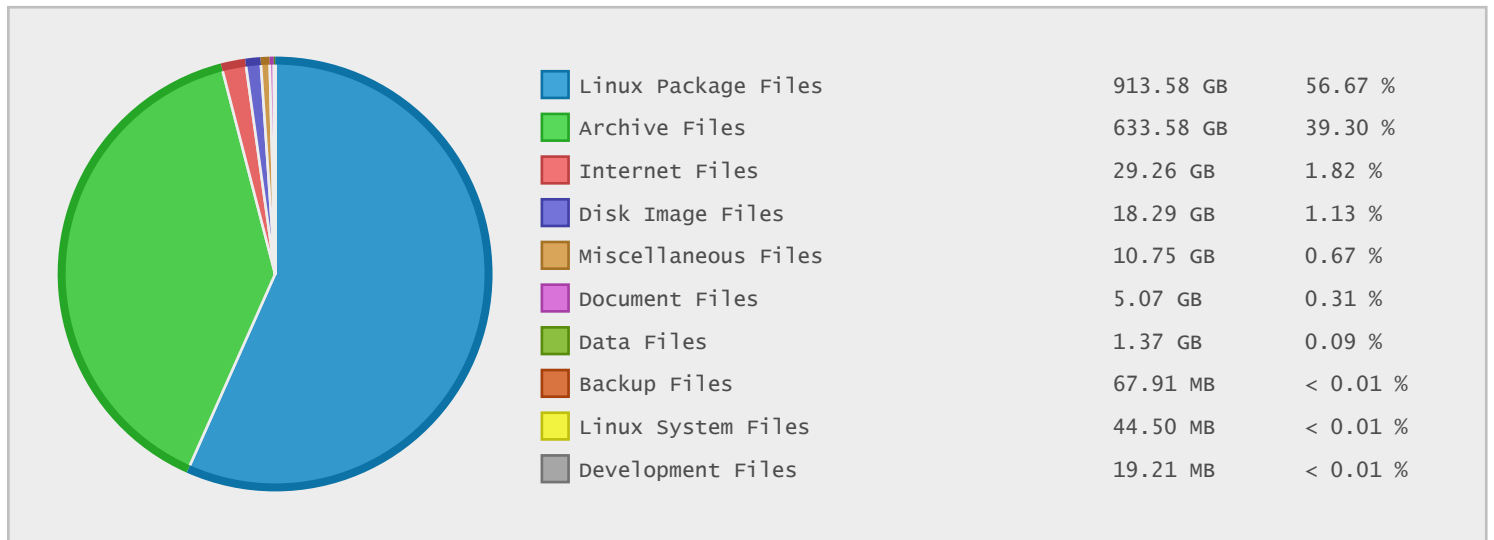 Linux Package Files 913.58 GB 56.67 %
Archive Files 633.58 GB 39.30 %
Internet Files 29.26 GB 1.82 %
Disk Image Files 18.29 GB 1.13 %
Miscellaneous Files 10.75 GB 0.67 %
Document Files 5.07 GB 0.31 %
Data Files 1.37 GB 0.09 %
Backup Files 67.91 MB < 0.01 %
Linux System Files 44.50 MB < 0.01 %
Development Files 19.21 MB < 0.01 %